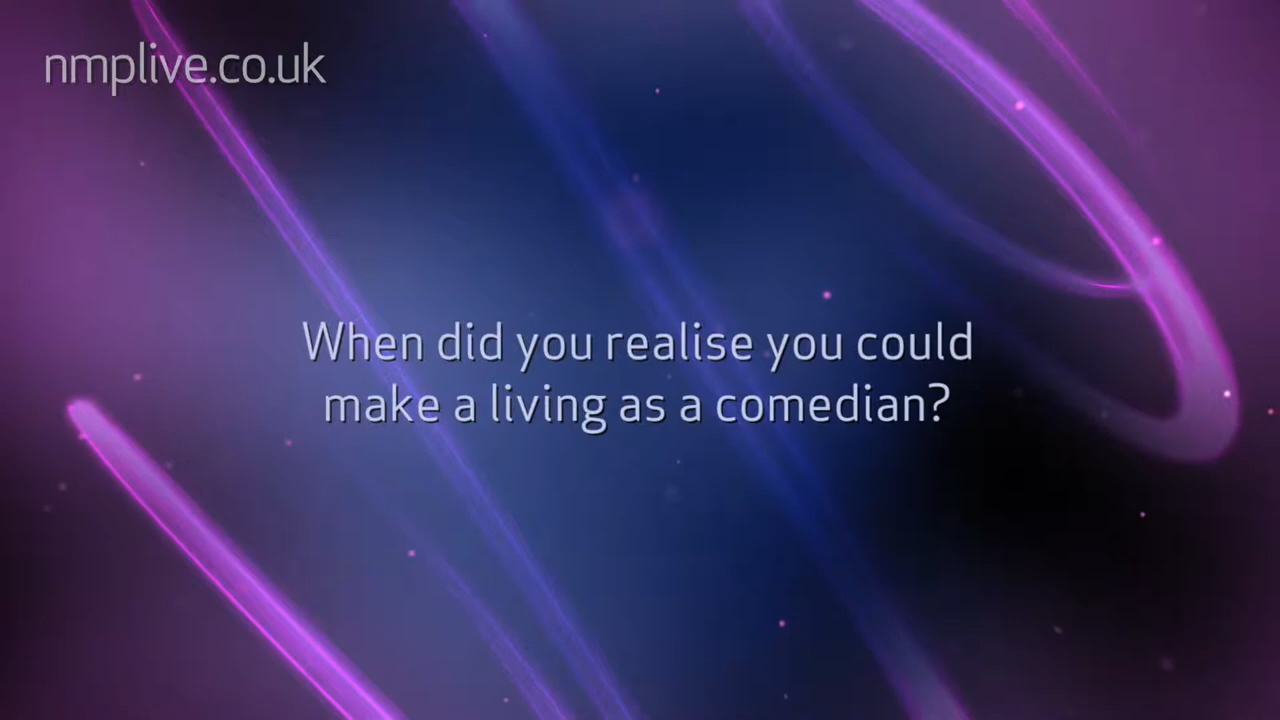 nmplive.co.uk
When did you realise you could
make a living as a comedian?